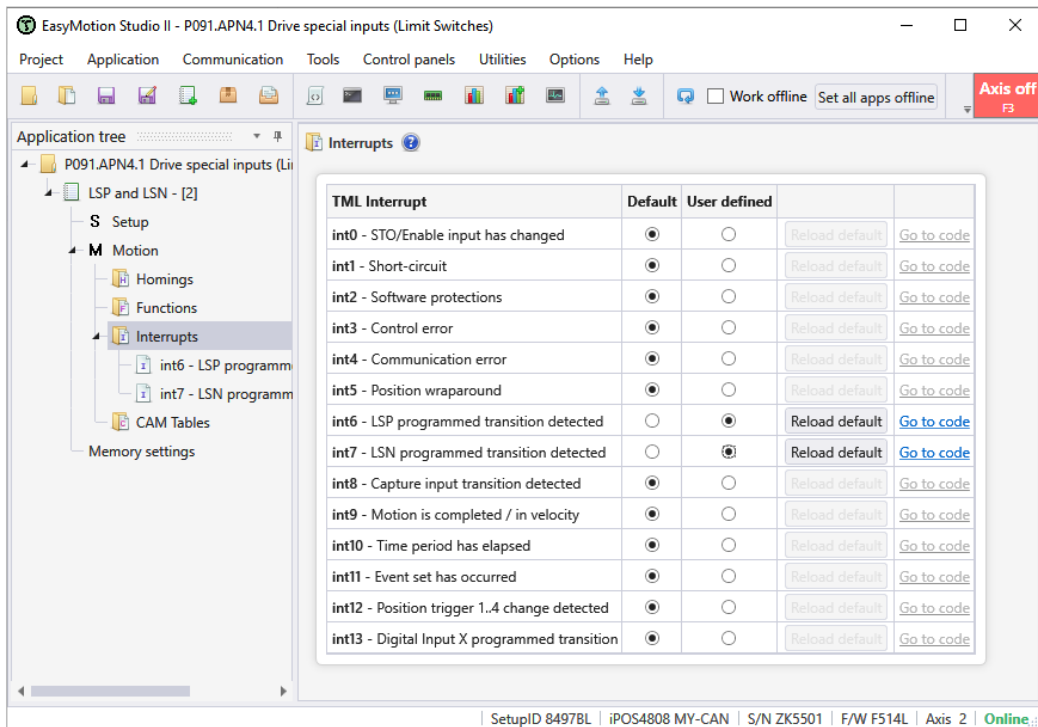 EasyMotion Studio II - P091.APN4.1 Drive special inputs (Limit Switches)
Project Application Communication Tools Control panels Utilities Options Help
Work offline Set all apps offline Axis off
F3
Application tree
P091.APN4.1 Drive special inputs (Li
LSP and LSN - [2]
S Setup
M Motion
Homings
Functions
Interrupts
int6 - LSP programm
int7 - LSN programm
CAM Tables
Memory settings
Interrupts ?
TML Interrupt Default User defined
int0 - STO/Enable input has changed Reload default Go to code
int1 - Short-circuit Reload default Go to code
int2 - Software protections Reload default Go to code
int3 - Control error Reload default Go to code
int4 - Communication error Reload default Go to code
int5 - Position wraparound Reload default Go to code
int6 - LSP programmed transition detected Reload default Go to code
int7 - LSN programmed transition detected Reload default Go to code
int8 - Capture input transition detected Reload default Go to code
int9 - Motion is completed / in velocity Reload default Go to code
int10 - Time period has elapsed Reload default Go to code
int11 - Event set has occurred Reload default Go to code
int12 - Position trigger 1..4 change detected Reload default Go to code
int13 - Digital Input X programmed transition Reload default Go to code
SetupID 8497BL iPOS4808 MY-CAN S/N ZK5501 F/W F514L Axis 2 Online